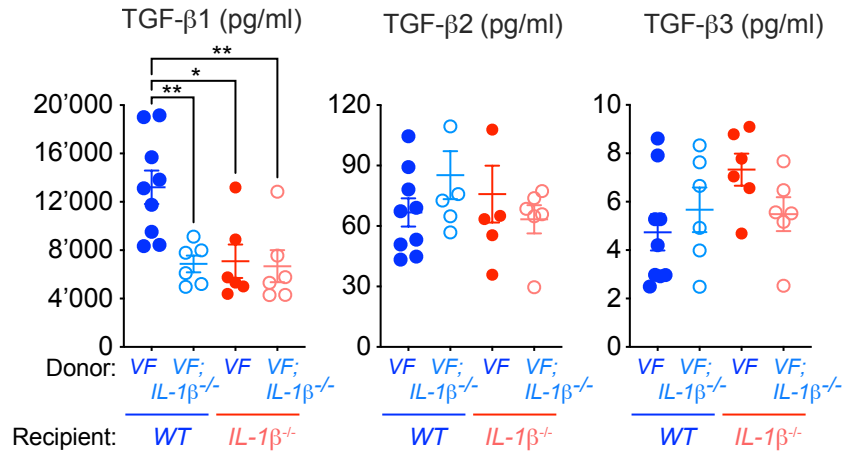 TGF-β1 (pg/ml) TGF-β2 (pg/ml) TGF-β3 (pg/ml)
**
*
**
20’000 120 10
16’000 90 8
12’000 60 6
8’000 30 4
4’000 0 2
0 0
Donor: VF VF; VF VF; VF VF; VF VF; VF VF; VF VF;
IL-1β-/- IL-1β-/- IL-1β-/- IL-1β-/- IL-1β-/- IL-1β-/-
Recipient: WT IL-1β-/- WT IL-1β-/- WT IL-1β-/-